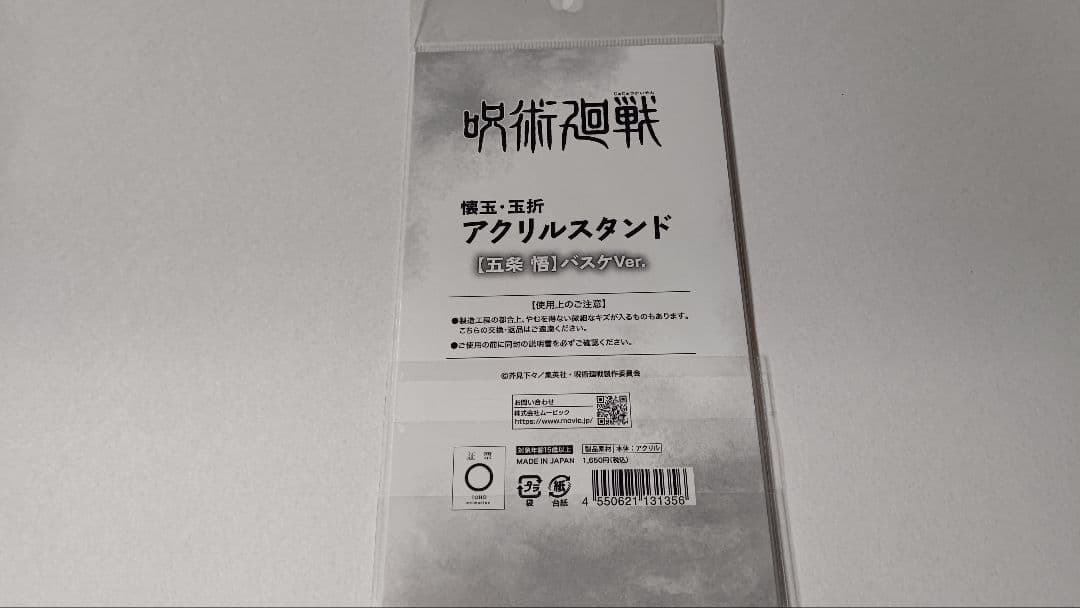 じゅじゅつかいせん
呪術廻戦
懐玉・玉折
アクリルスタンド
【五条 悟】バスケVer.
【使用上のご注意】
●製造工程の都合上、やむを得ない微細なキズが入るものもあります。
こちらの交換・返品はご遠慮ください。
●ご使用の前に同封の説明書を必ずご確認ください。
©芥見下々／集英社・呪術廻戦製作委員会
お問い合わせ
株式会社ムービック
https://www.movic.jp/
証 票
TOHO
animation
対象年齢15歳以上
製品素材 本体：アクリル
MADE IN JAPAN
1,650円(税込)
プラ
袋
紙
台紙
4 550621 131356